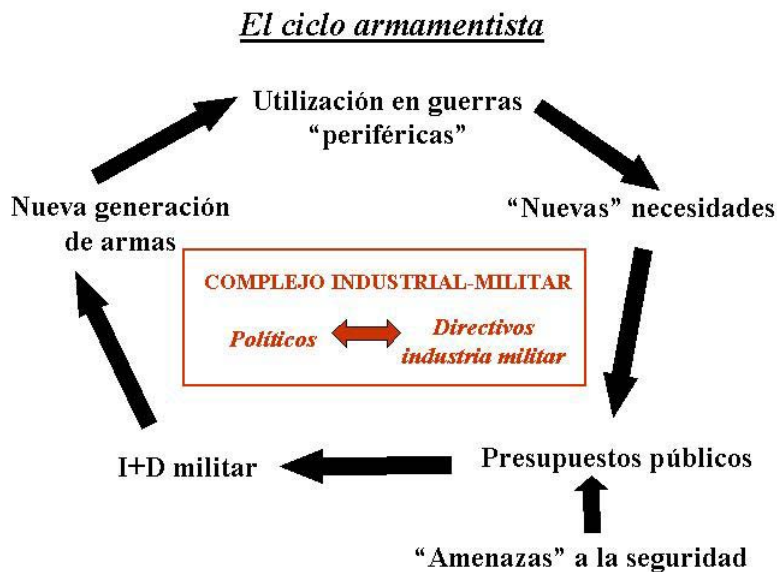 El ciclo armamentista
Utilización en guerras
“periféricas”
Nueva generación
de armas
“Nuevas” necesidades
COMPLEJO INDUSTRIAL-MILITAR
Políticos
Directivos
industria militar
I+D militar
Presupuestos públicos
“Amenazas” a la seguridad